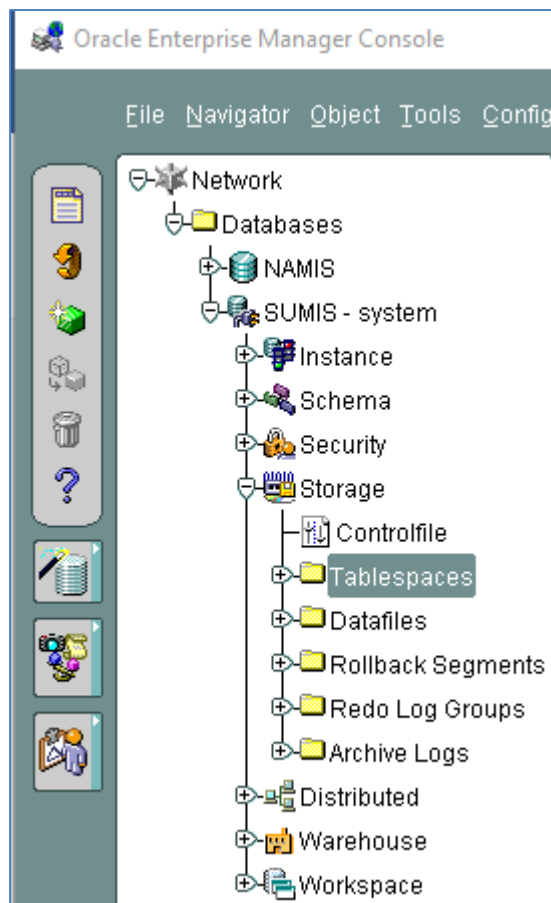 Oracle Enterprise Manager Console
File Navigator Object Tools Config
Network
Databases
NAMIS
SUMIS - system
Instance
Schema
Security
Storage
Controlfile
Tablespaces
Datafiles
Rollback Segments
Redo Log Groups
Archive Logs
Distributed
Warehouse
Workspace